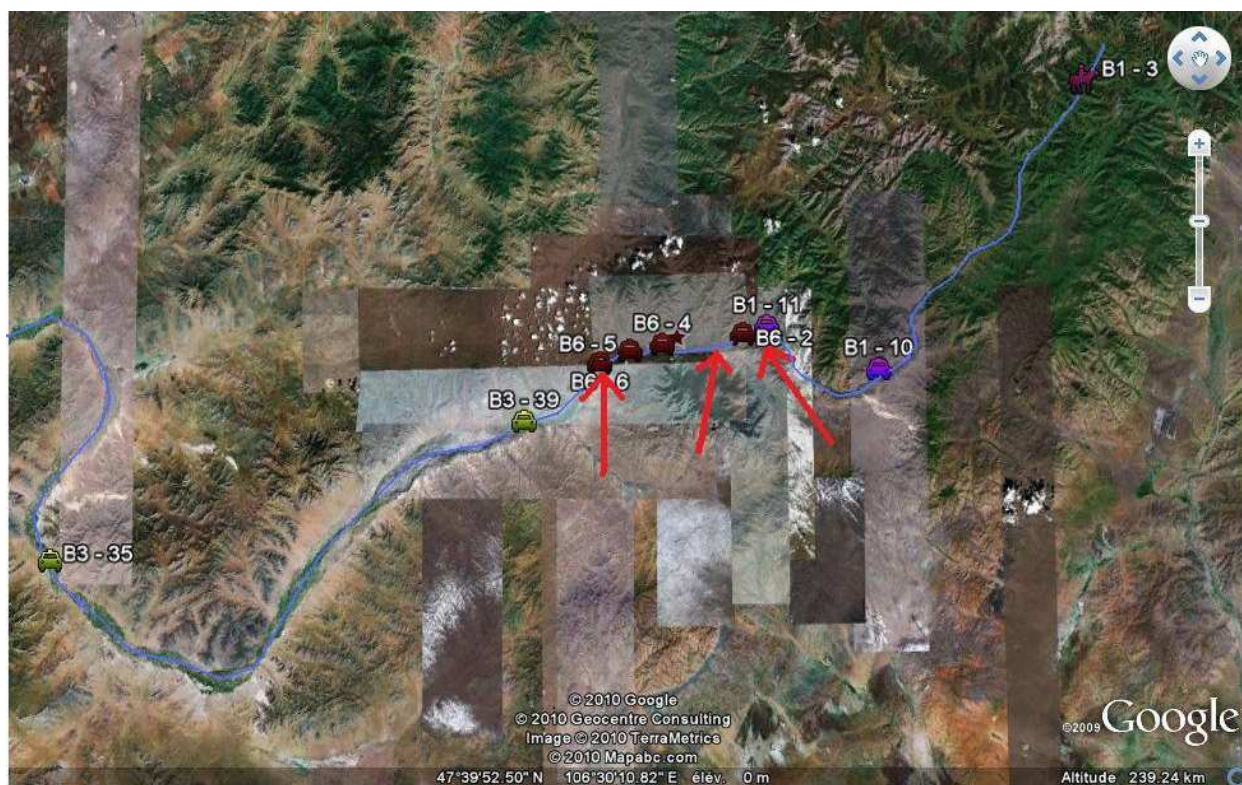 B1 - 3
B1 - 11
B6 - 4
B6 - 2
B6 - 5
B1 - 10
B6 - 6
B3 - 39
B3 - 35
© 2010 Google
© 2010 Geocentre Consulting
Image © 2010 TerraMetrics
© 2010 Mapabc.com
©2009 Google
47°39'52.50" N 106°30'10.82" E élév. 0 m
Altitude 239.24 km